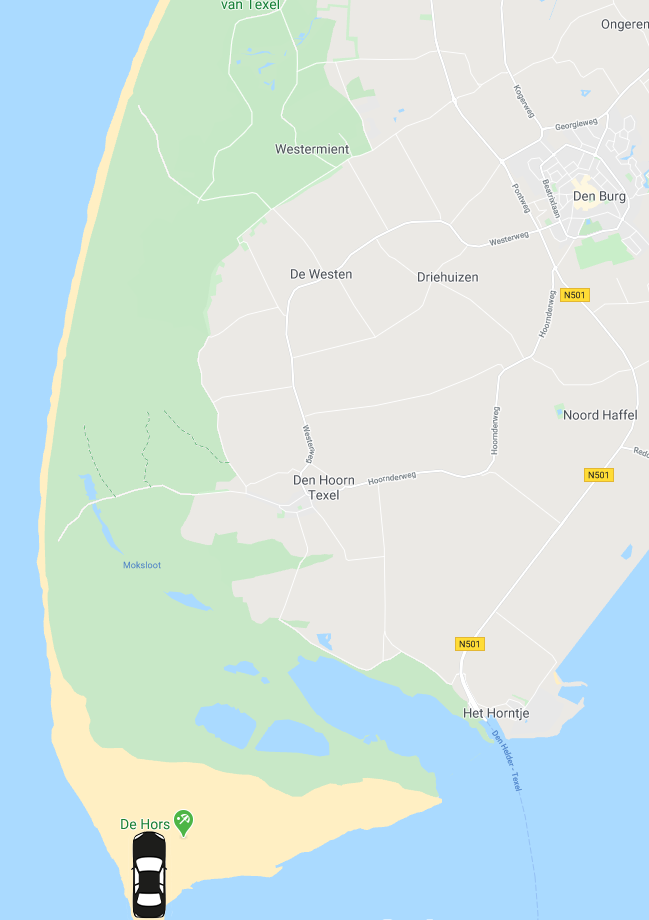 van Texel
Ongeren
Kogerweg
Georgieweg
Westermient
Pontweg
Beatrixlaan
Den Burg
Westerweg
De Westen
Driehuizen
N501
Hoornderweg
Noord Haffel
Hoornderweg
Westerweg
Redo
N501
Den Hoorn
Texel
Hoornderweg
Moksloot
N501
Het Horntje
Den Helder - Texel
De Hors